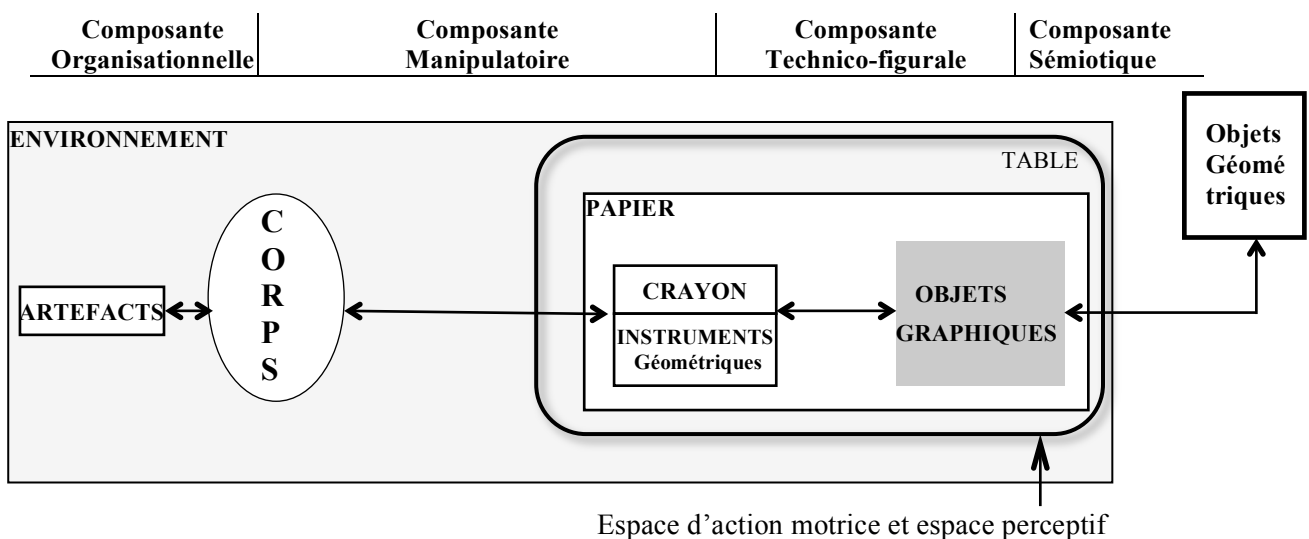 Composante
Organisationnelle
Composante
Manipulatoire
Composante
Technico-figurale
Composante
Sémiotique
Objets
Géomé
triques
ENVIRONNEMENT
TABLE
PAPIER
ARTEFACTS
C
O
R
P
S
CRAYON
INSTRUMENTS
Géométriques
OBJETS
GRAPHIQUES
Espace d’action motrice et espace perceptif